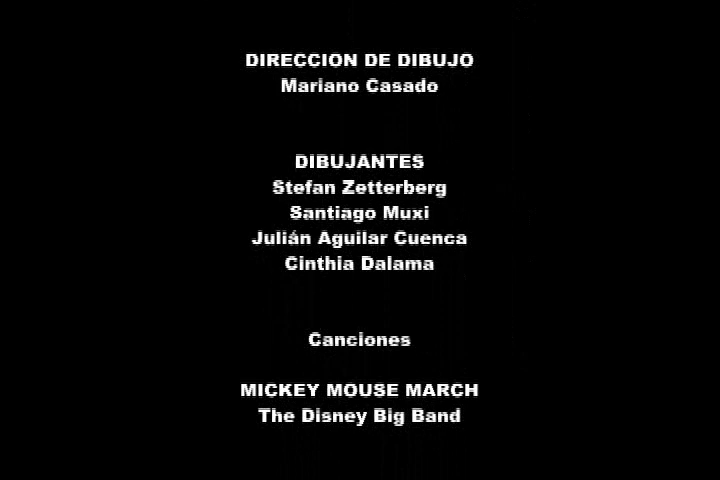 DIRECCION DE DIBUJO
Mariano Casado
DIBUJANTES
Stefan Zetterberg
Santiago Muxi
Julián Aguilar Cuenca
Cinthia Dalama
Canciones
MICKEY MOUSE MARCH
The Disney Big Band